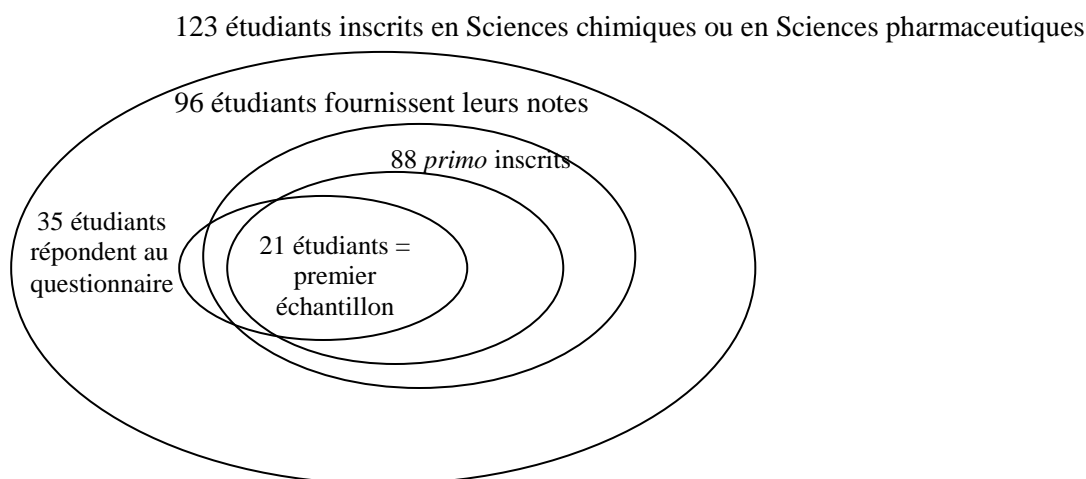 123 étudiants inscrits en Sciences chimiques ou en Sciences pharmaceutiques
96 étudiants fournissent leurs notes
88 primo inscrits
35 étudiants
répondent au
questionnaire
21 étudiants =
premier
échantillon